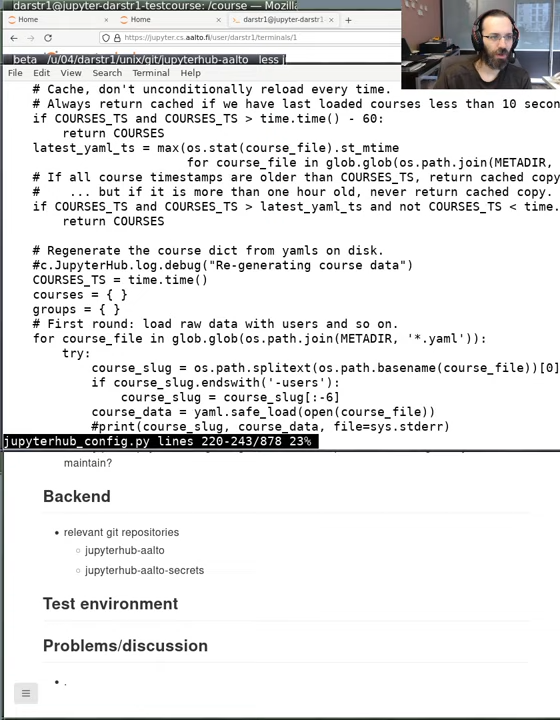 darstr1@jupyter-darstr1-testcourse: /course — Mozilla
Home × Home × darstr1@jupyter-darstr1-testc ×
https://jupyter.cs.aalto.fi/user/darstr1/terminals/1
beta /u/04/darstr1/unix/git/jupyterhub-aalto less j
File Edit View Search Terminal Help
# Cache, don't unconditionally reload every time.
# Always return cached if we have last loaded courses less than 10 secon
if COURSES_TS and COURSES_TS > time.time() - 60:
return COURSES
latest_yaml_ts = max(os.stat(course_file).st_mtime
for course_file in glob.glob(os.path.join(METADIR,
# If all course timestamps are older than COURSES_TS, return cached copy
# ... but if it is more than one hour old, never return cached copy.
if COURSES_TS and COURSES_TS > latest_yaml_ts and not COURSES_TS < time.
return COURSES
# Regenerate the course dict from yamls on disk.
#c.JupyterHub.log.debug("Re-generating course data")
COURSES_TS = time.time()
courses = { }
groups = { }
# First round: load raw data with users and so on.
for course_file in glob.glob(os.path.join(METADIR, '*.yaml')):
try:
course_slug = os.path.splitext(os.path.basename(course_file))[0]
if course_slug.endswith('-users'):
course_slug = course_slug[:-6]
course_data = yaml.safe_load(open(course_file))
#print(course_slug, course_data, file=sys.stderr)
jupyterhub_config.py lines 220-243/878 23%
maintain?
Backend
• relevant git repositories
◦ jupyterhub-aalto
◦ jupyterhub-aalto-secrets
Test environment
Problems/discussion
• .